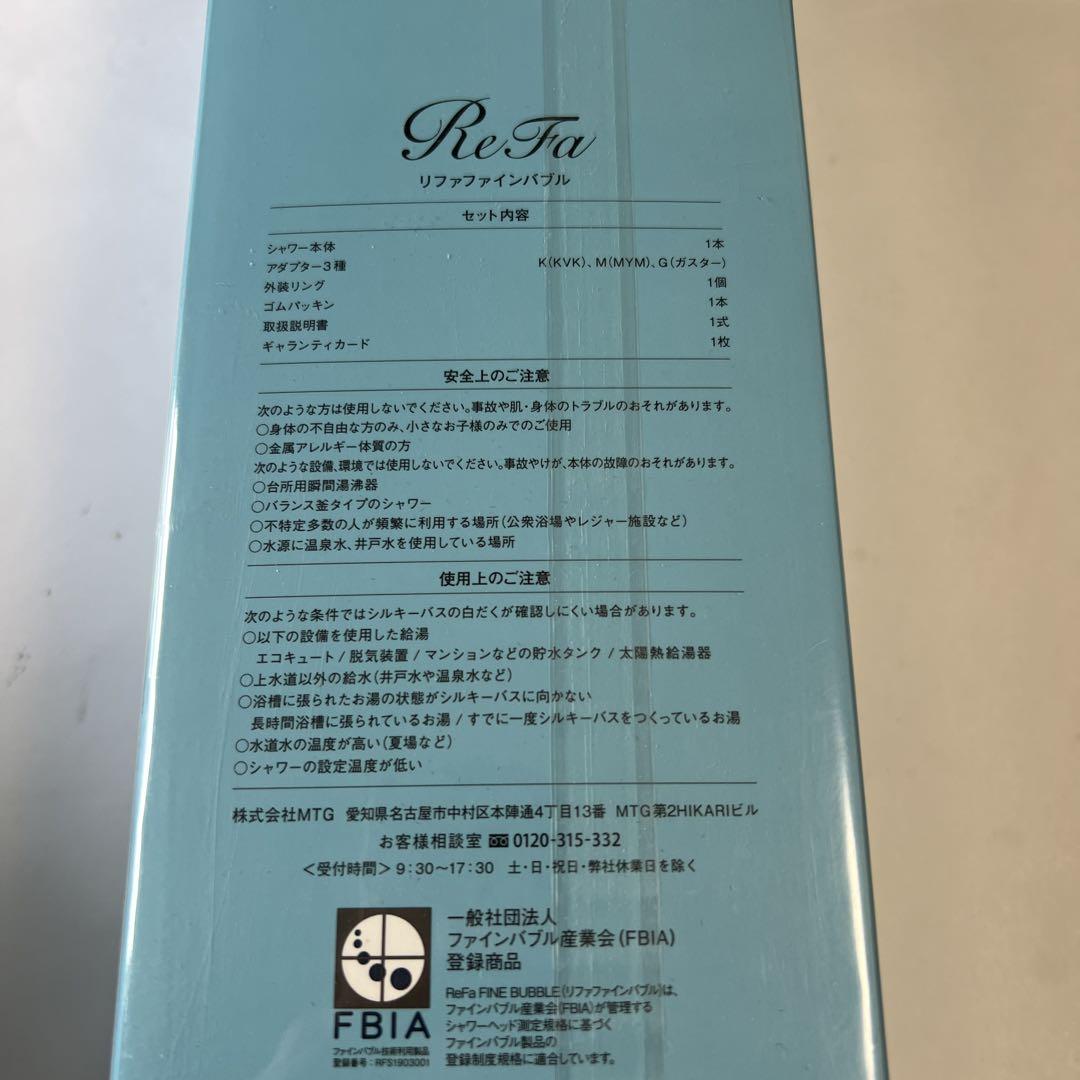 ReFa
リファファインバブル
セット内容
シャワー本体 1本
アダプター3種 K(KVK)、M(MYM)、G(ガスター)
外装リング 1個
ゴムパッキン 1本
取扱説明書 1式
ギャランティカード 1枚
安全上のご注意
次のような方は使用しないでください。事故や肌・身体のトラブルのおそれがあります。
○身体の不自由な方のみ、小さなお子様のみでのご使用
○金属アレルギー体質の方
次のような設備、環境では使用しないでください。事故やけが、本体の故障のおそれがあります。
○台所用瞬間湯沸器
○バランス釜タイプのシャワー
○不特定多数の人が頻繁に利用する場所(公衆浴場やレジャー施設など)
○水源に温泉水、井戸水を使用している場所
使用上のご注意
次のような条件ではシルキーバスの白だくが確認しにくい場合があります。
○以下の設備を使用した給湯
エコキュート / 脱気装置 / マンションなどの貯水タンク / 太陽熱給湯器
○上水道以外の給水(井戸水や温泉水など)
○浴槽に張られたお湯の状態がシルキーバスに向かない
長時間浴槽に張られているお湯 / すでに一度シルキーバスをつくっているお湯
○水道水の温度が高い(夏場など)
○シャワーの設定温度が低い
株式会社MTG 愛知県名古屋市中村区本陣通4丁目13番 MTG第2HIKARIビル
お客様相談室 0120-315-332
<受付時間> 9:30〜17:30 土・日・祝日・弊社休業日を除く
一般社団法人
ファインバブル産業会(FBIA)
登録商品
ReFa FINE BUBBLE(リファファインバブル)は、
ファインバブル産業会(FBIA)が管理する
シャワーヘッド測定規格に基づく
ファインバブル製品の
登録制度規格に適合しています。
FBIA
ファインバブル技術利用製品
登録番号:RFS1903001